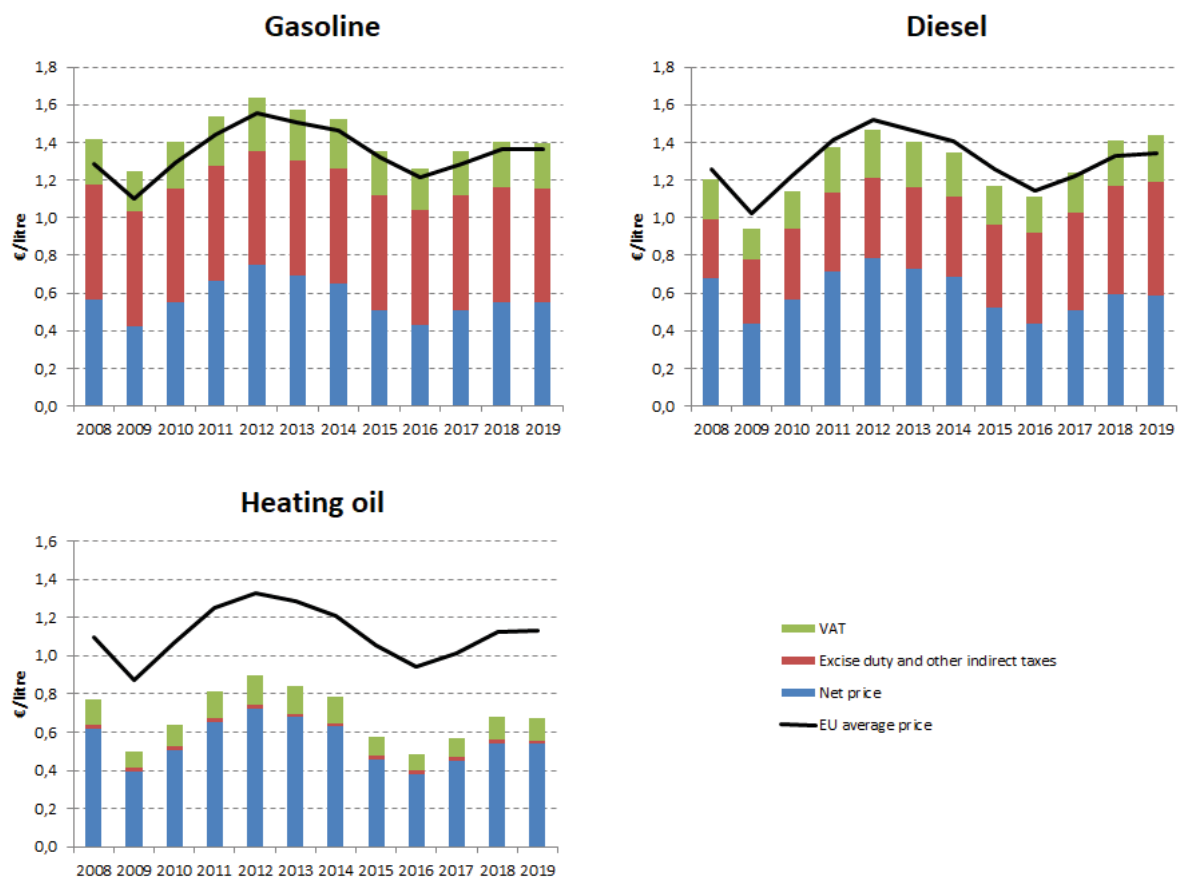 Gasoline
1,8
1,6
1,4
1,2
1,0
0,8
0,6
0,4
0,2
0,0
€/litre
2008 2009 2010 2011 2012 2013 2014 2015 2016 2017 2018 2019
Diesel
1,8
1,6
1,4
1,2
1,0
0,8
0,6
0,4
0,2
0,0
€/litre
2008 2009 2010 2011 2012 2013 2014 2015 2016 2017 2018 2019
Heating oil
1,6
1,4
1,2
1,0
0,8
0,6
0,4
0,2
0,0
€/litre
2008 2009 2010 2011 2012 2013 2014 2015 2016 2017 2018 2019
VAT
Excise duty and other indirect taxes
Net price
EU average price